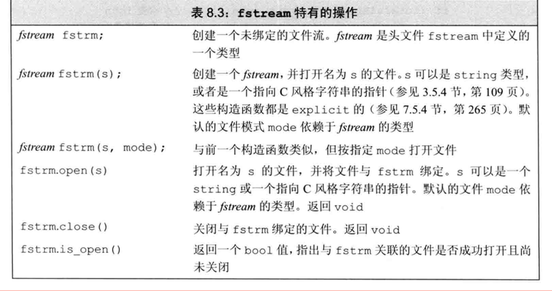 表 8.3：fstream 特有的操作
fstream fstrm; 创建一个未绑定的文件流。fstream 是头文件 fstream 中定义的
一个类型
fstream fstrm(s); 创建一个 fstream，并打开名为 s 的文件。s 可以是 string 类型，
或者是一个指向 C 风格字符串的指针（参见 3.5.4 节，第 109 页）。
这些构造函数都是 explicit 的（参见 7.5.4 节，第 265 页）。默
认的文件模式 mode 依赖于 fstream 的类型
fstream fstrm(s, mode); 与前一个构造函数类似，但按指定 mode 打开文件
fstrm.open(s) 打开名为 s 的文件，并将文件与 fstrm 绑定。s 可以是一个
string 或一个指向 C 风格字符串的指针。默认的文件 mode 依
赖于 fstream 的类型。返回 void
fstrm.close() 关闭与 fstrm 绑定的文件。返回 void
fstrm.is_open() 返回一个 bool 值，指出与 fstrm 关联的文件是否成功打开且尚
未关闭